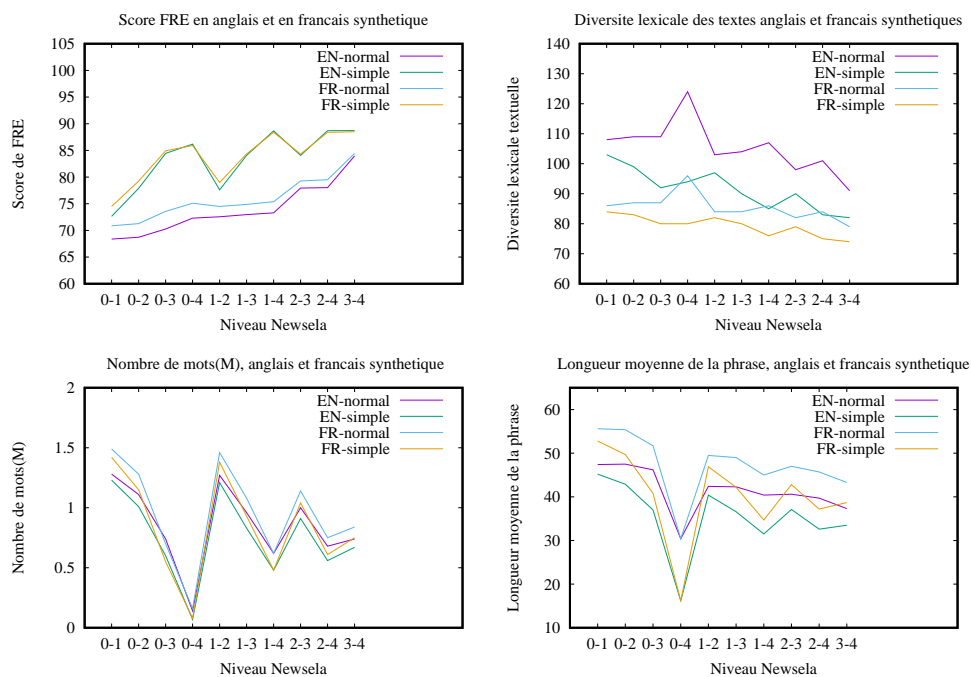 Score FRE en anglais et en francais synthetique
105
100
95
90
85
80
75
70
65
60
Score de FRE
EN-normal
EN-simple
FR-normal
FR-simple
0-1 0-2 0-3 0-4 1-2 1-3 1-4 2-3 2-4 3-4
Niveau Newsela
Diversite lexicale des textes anglais et francais synthetiques
140
130
120
110
100
90
80
70
60
Diversite lexicale textuelle
EN-normal
EN-simple
FR-normal
FR-simple
0-1 0-2 0-3 0-4 1-2 1-3 1-4 2-3 2-4 3-4
Niveau Newsela
Nombre de mots(M), anglais et francais synthetique
2
1.5
1
0.5
0
Nombre de mots(M)
EN-normal
EN-simple
FR-normal
FR-simple
0-1 0-2 0-3 0-4 1-2 1-3 1-4 2-3 2-4 3-4
Niveau Newsela
Longueur moyenne de la phrase, anglais et francais synthetique
60
50
40
30
20
10
Longueur moyenne de la phrase
EN-normal
EN-simple
FR-normal
FR-simple
0-1 0-2 0-3 0-4 1-2 1-3 1-4 2-3 2-4 3-4
Niveau Newsela